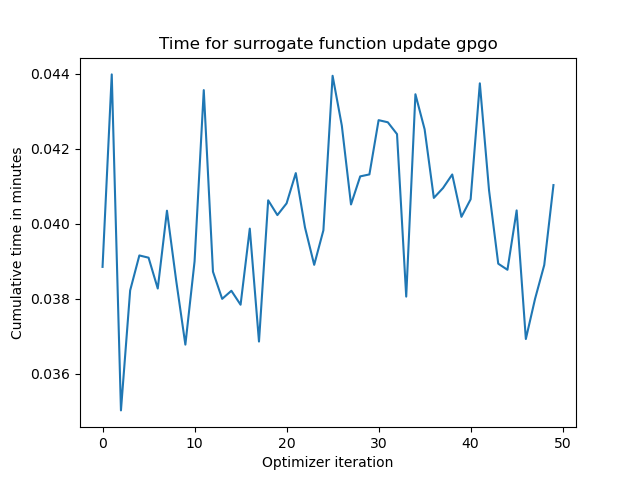 Time for surrogate function update gpgo
Cumulative time in minutes
0.044
0.042
0.040
0.038
0.036
0 10 20 30 40 50
Optimizer iteration